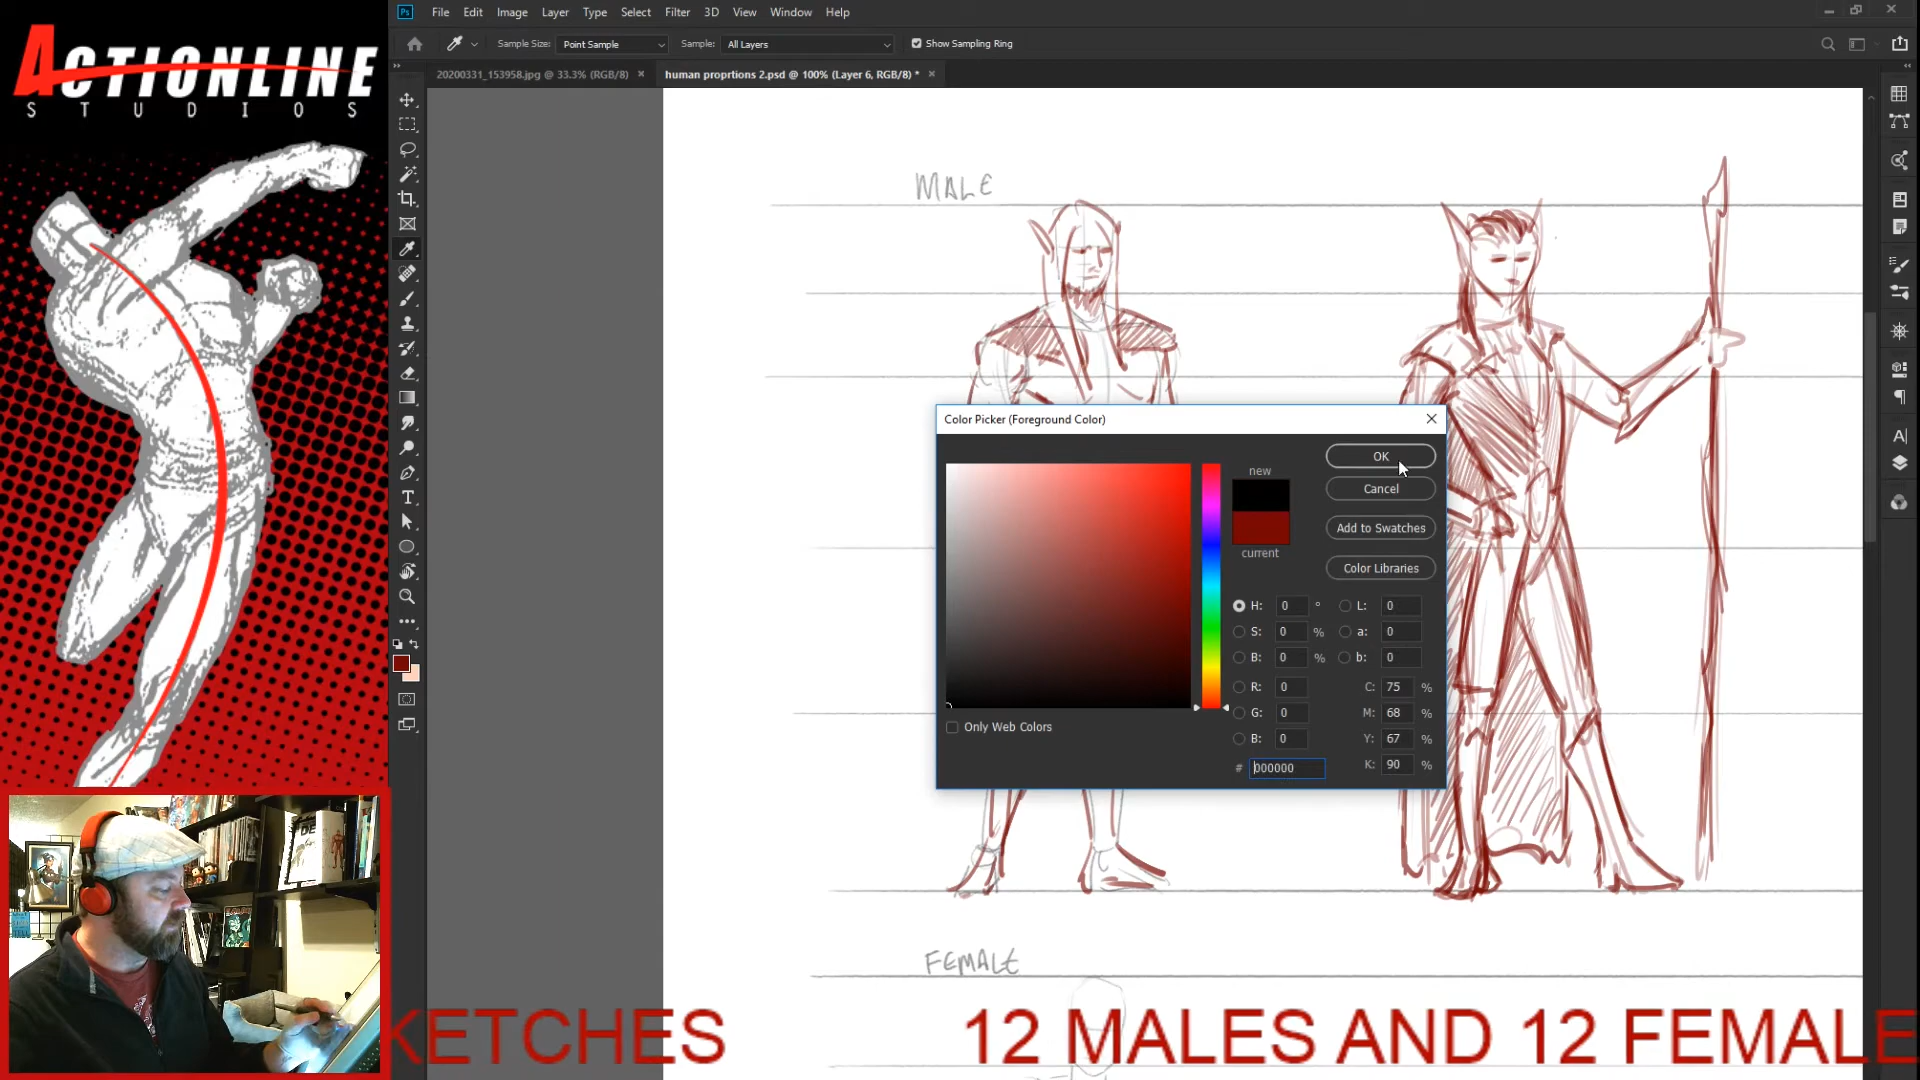 ACTIONLINE
STUDIOS
Ps File Edit Image Layer Type Select Filter 3D View Window Help
Sample Size: Point Sample Sample: All Layers Show Sampling Ring
20200331_153958.jpg @ 33.3% (RGB/8) × human proprtions 2.psd @ 100% (Layer 6, RGB/8) * ×
MALE
Color Picker (Foreground Color)
new
current
OK
Cancel
Add to Swatches
Color Libraries
H: 0 ° L: 0
S: 0 % a: 0
B: 0 % b: 0
R: 0 C: 75 %
G: 0 M: 68 %
B: 0 Y: 67 %
# 000000 K: 90 %
Only Web Colors
FEMALE
KETCHES 12 MALES AND 12 FEMALE